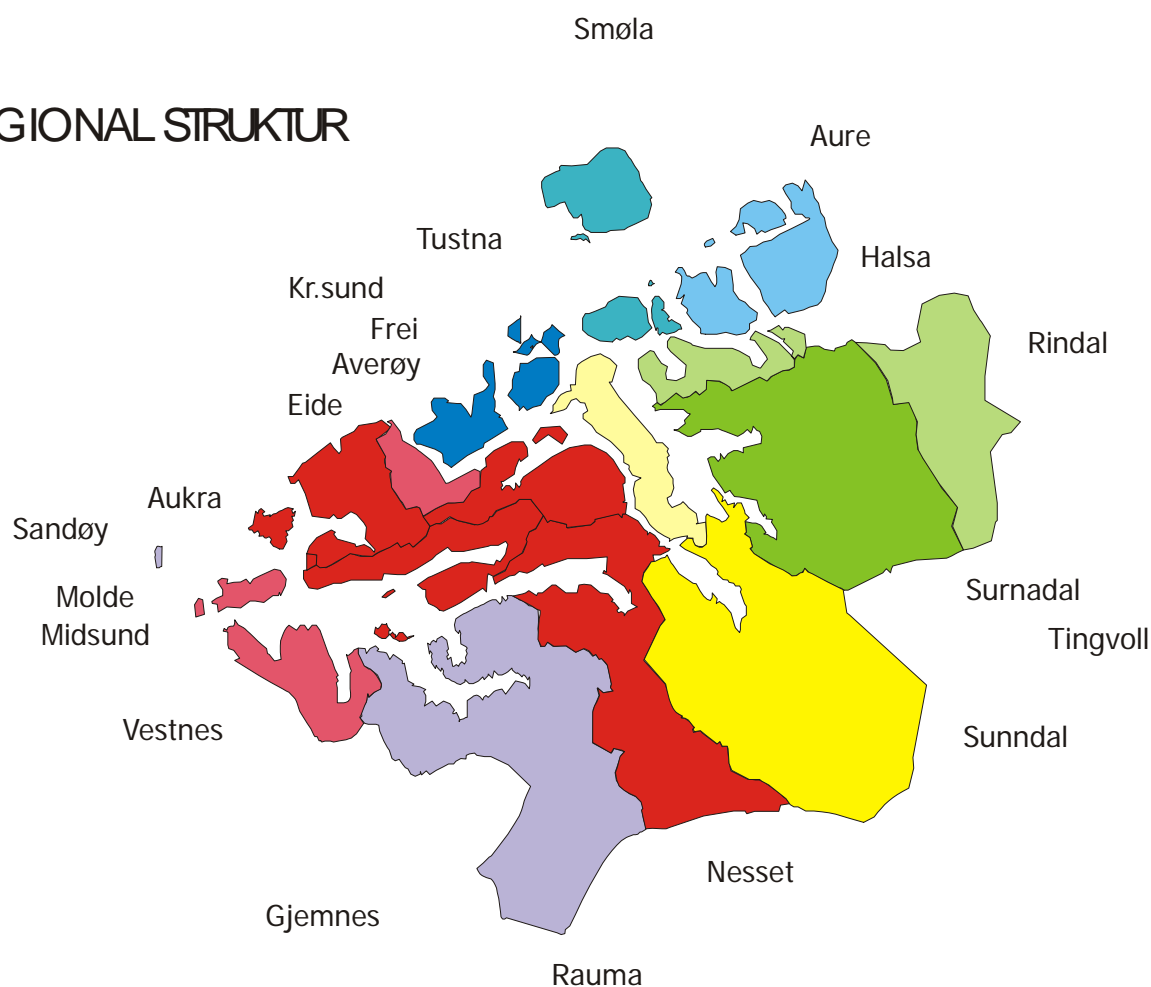 Smøla
GIONAL STRUKTUR
Aure
Tustna
Halsa
Kr.sund
Frei
Rindal
Averøy
Eide
Aukra
Sandøy
Surnadal
Molde
Midsund
Tingvoll
Vestnes
Sunndal
Nesset
Gjemnes
Rauma